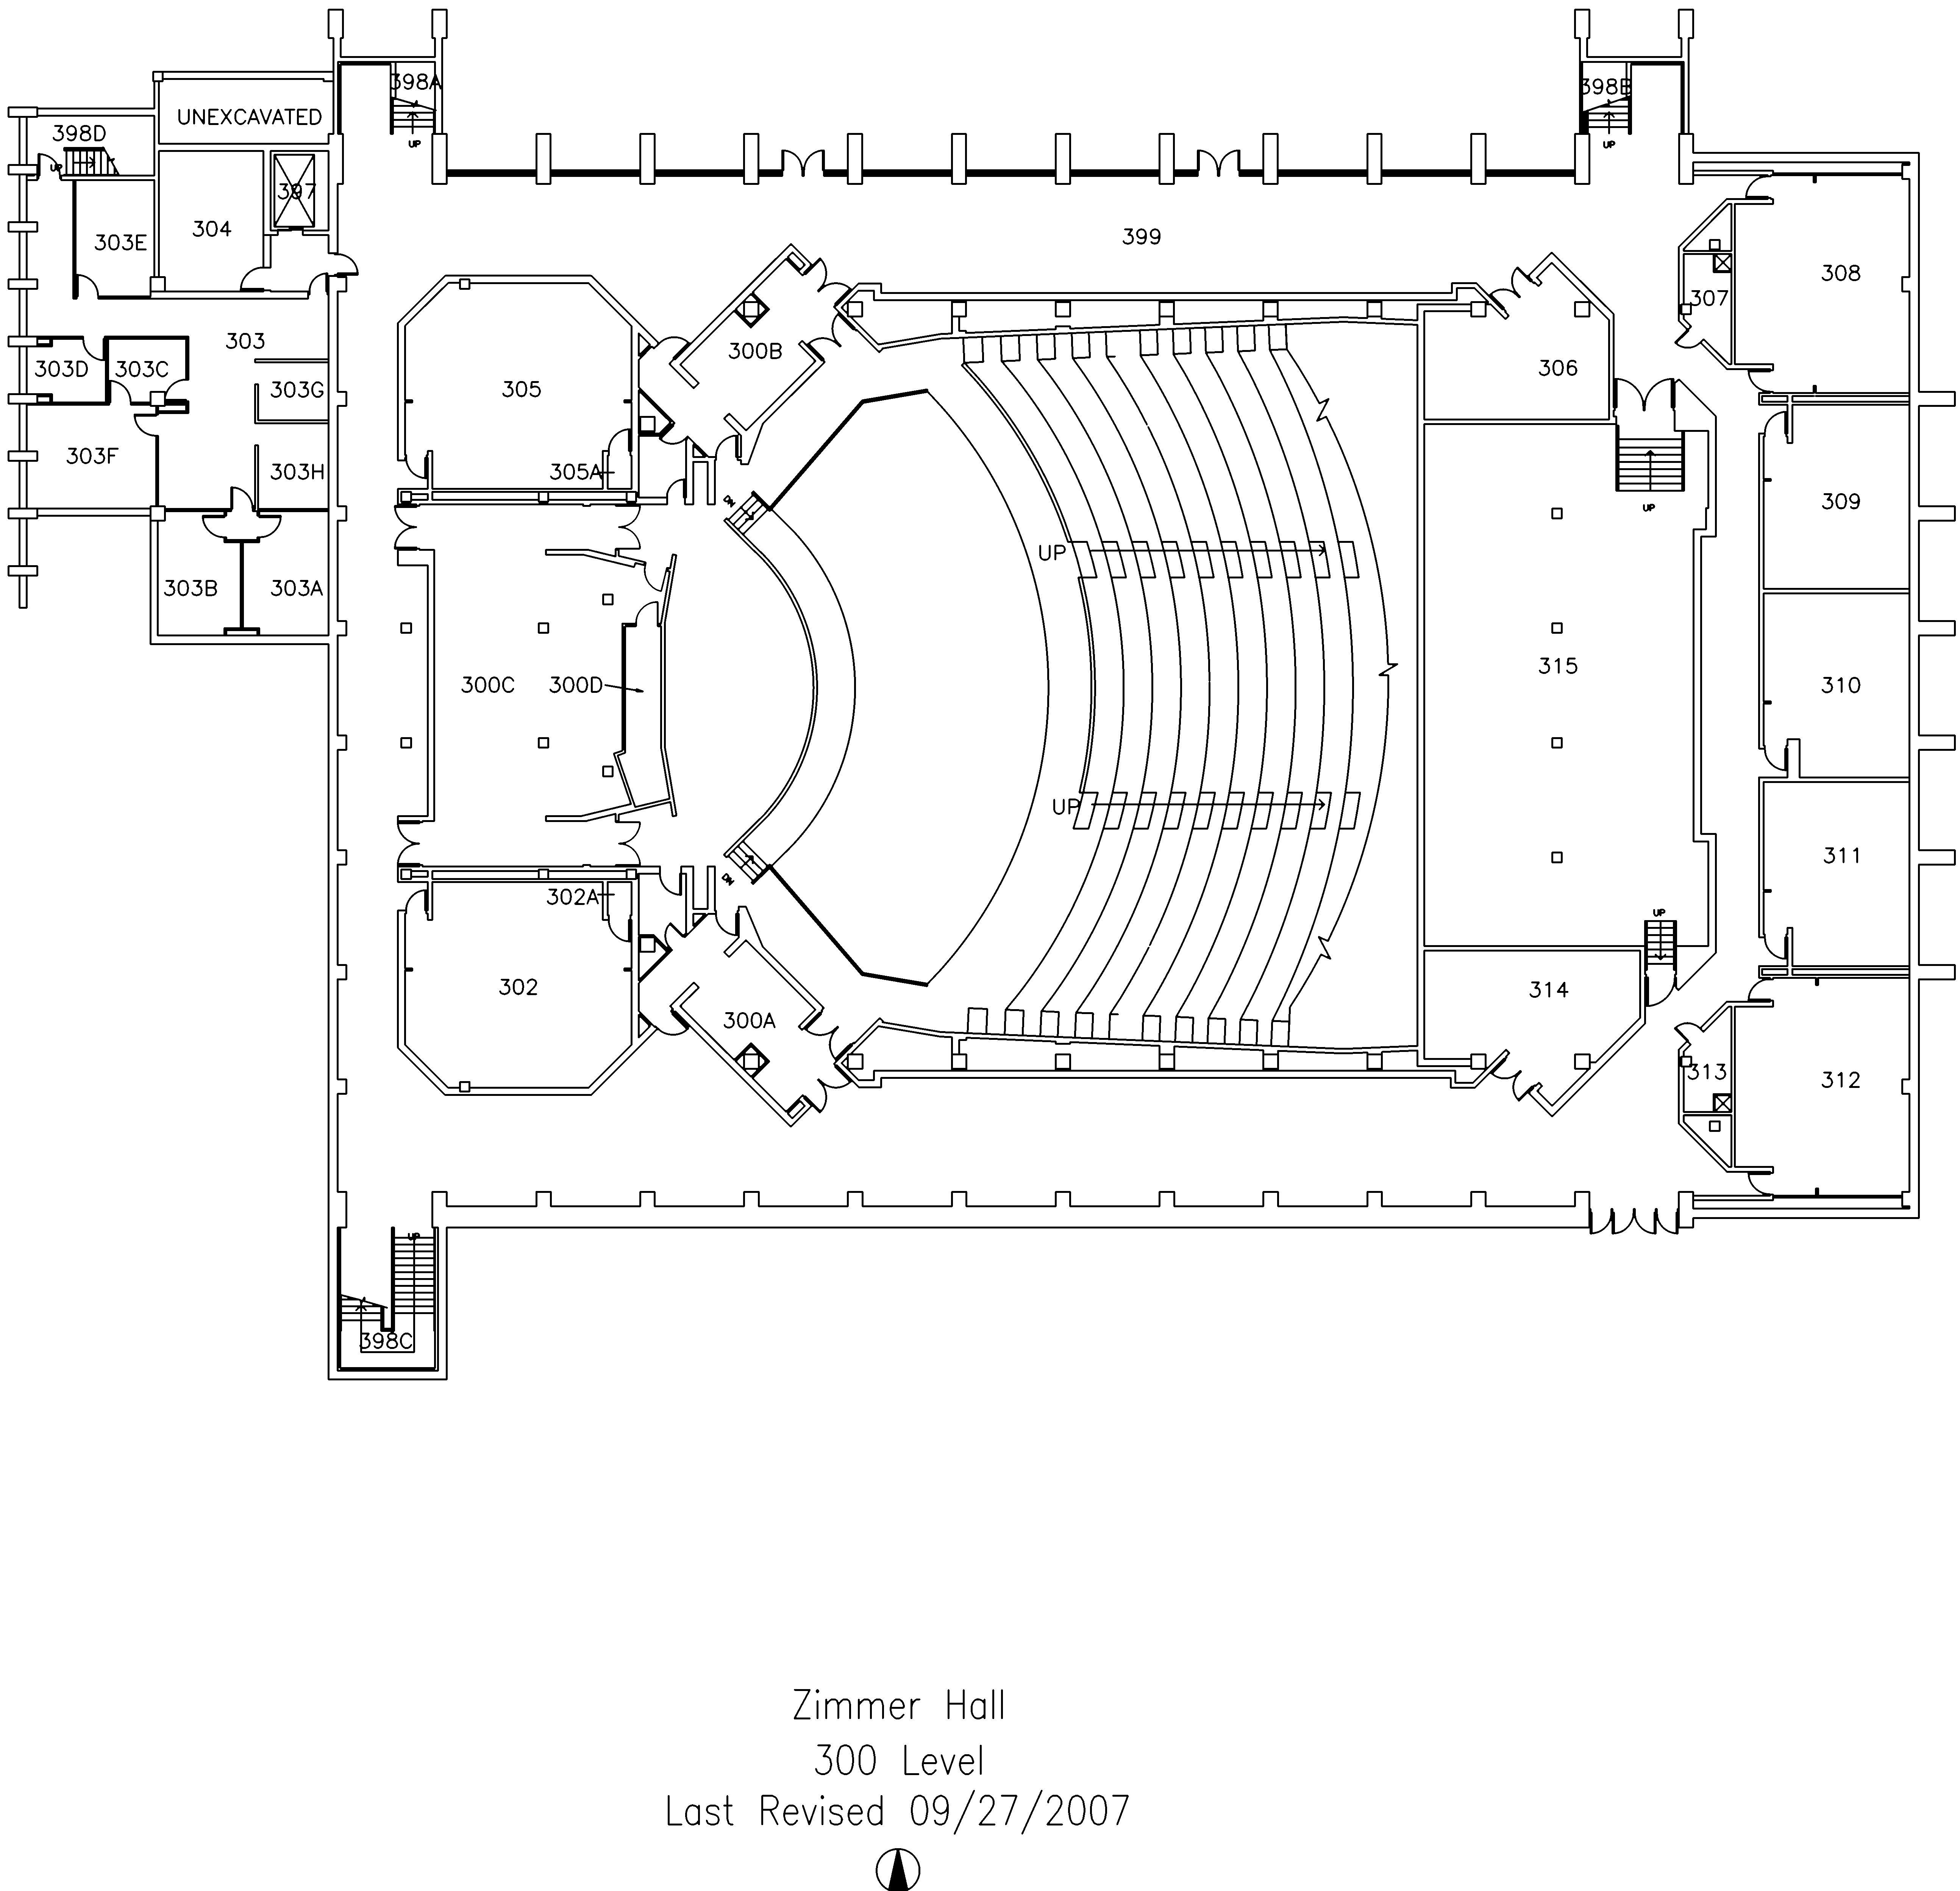 398A
398B
UNEXCAVATED
398D
UP
UP
UP
397
303E
304
399
308
307
303
300B
306
303D
303C
303G
305
303F
303H
305A
309
DN
UP
UP
303B
303A
300C
300D
315
310
UP
311
302A
DN
UP
302
314
300A
313
312
UP
398C
Zimmer Hall
300 Level
Last Revised 09/27/2007